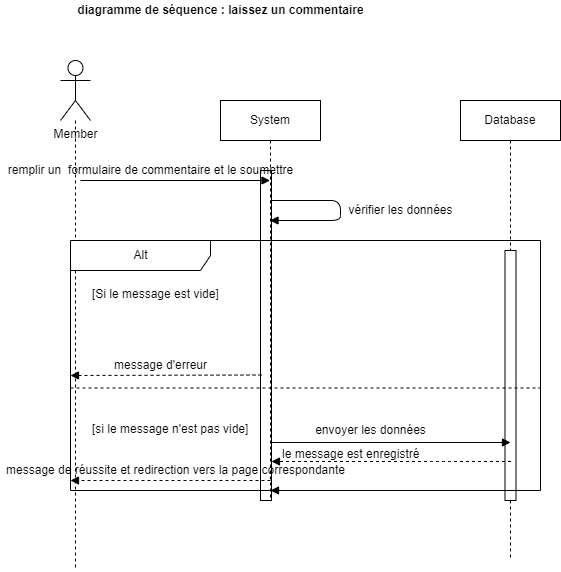 diagramme de séquence : laissez un commentaire
Member
System
Database
remplir un formulaire de commentaire et le soumettre
vérifier les données
Alt
[Si le message est vide]
message d'erreur
[si le message n'est pas vide]
envoyer les données
le message est enregistré
message de réussite et redirection vers la page correspondante